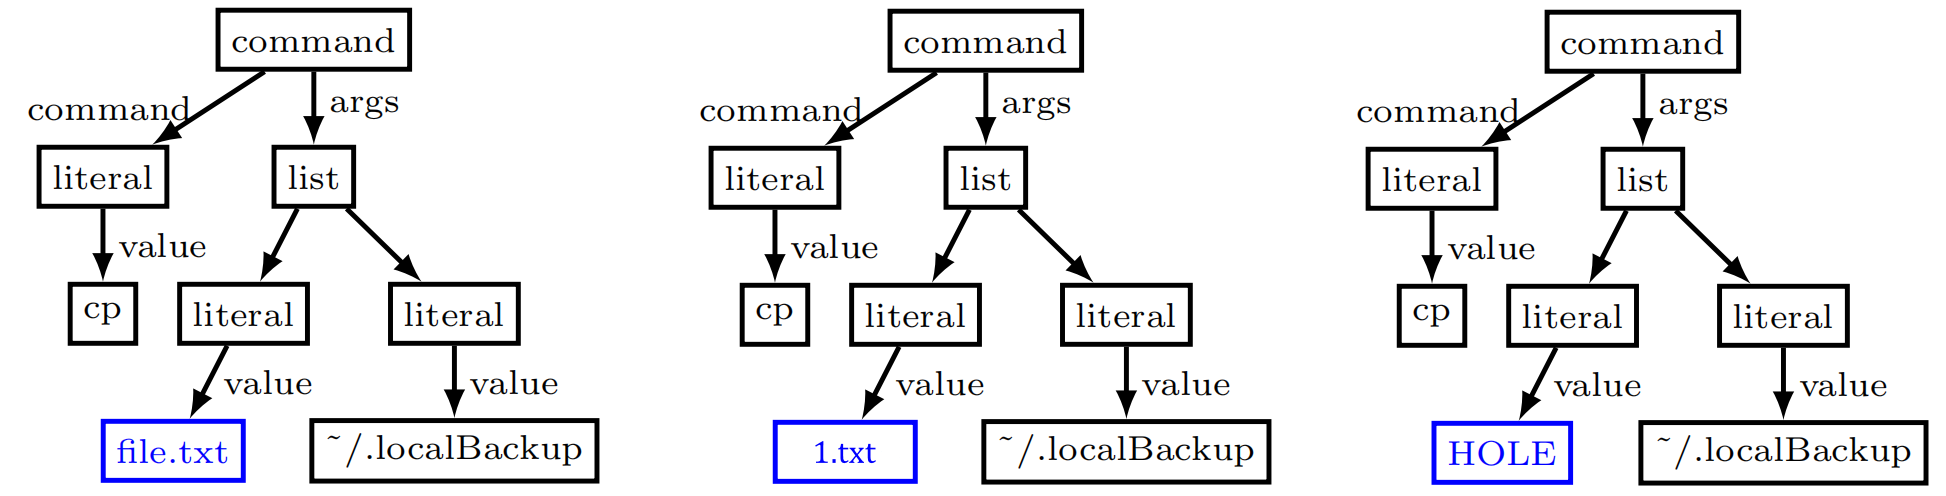 command
command args
literal list
value
cp literal literal
value value
file.txt ~/.localBackup
command
command args
literal list
value
cp literal literal
value value
1.txt ~/.localBackup
command
command args
literal list
value
cp literal literal
value value
HOLE ~/.localBackup